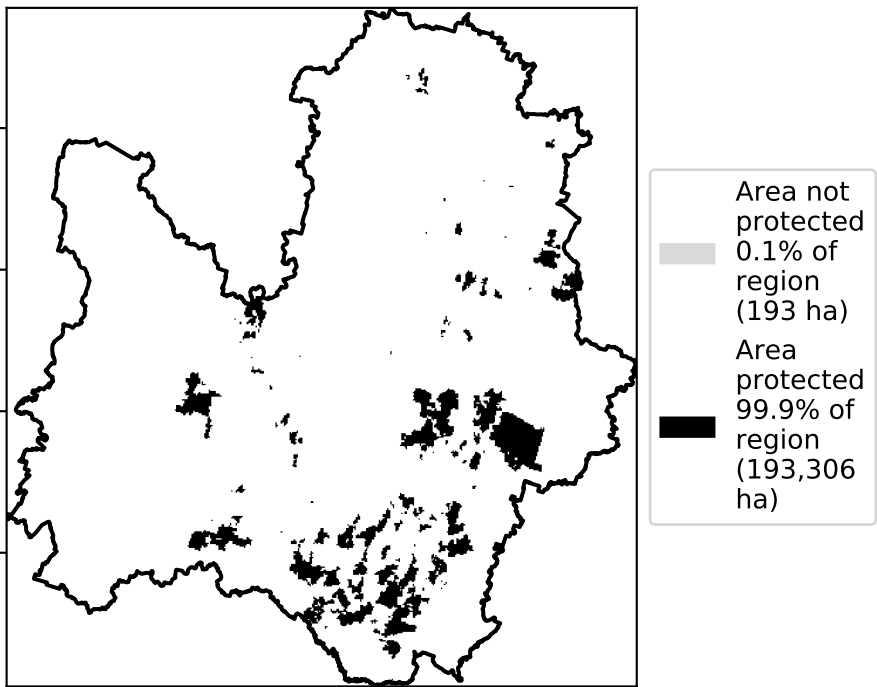 Area not
protected
0.1% of
region
(193 ha)
Area
protected
99.9% of
region
(193,306
ha)